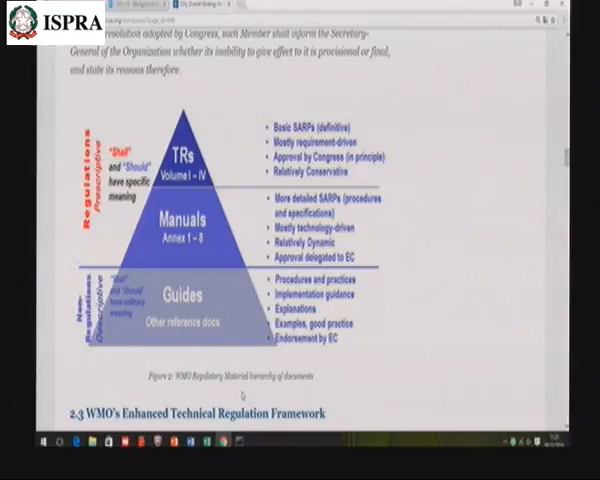 ISPRA
resolution adopted by Congress, such Member shall inform the Secretary-
General of the Organization whether its inability to give effect to it is provisional or final,
and state its reasons therefore.
Regulations
Prescriptive
"Shall"
and "Should"
have specific
meaning
TRs
Volume I – IV
• Basic SARPs (definitive)
• Mostly requirement-driven
• Approval by Congress (in principle)
• Relatively Conservative
Manuals
Annex 1 – 8
• More detailed SARPs (procedures
and specifications)
• Mostly technology-driven
• Relatively Dynamic
• Approval delegated to EC
Non-
Regulations
Descriptive
"Shall"
and "Should"
have ordinary
meaning
Guides
Other reference docs
• Procedures and practices
• Implementation guidance
• Explanations
• Examples, good practice
• Endorsement by EC
Figure 2: WMO Regulatory Material hierarchy of documents
2.3 WMO's Enhanced Technical Regulation Framework